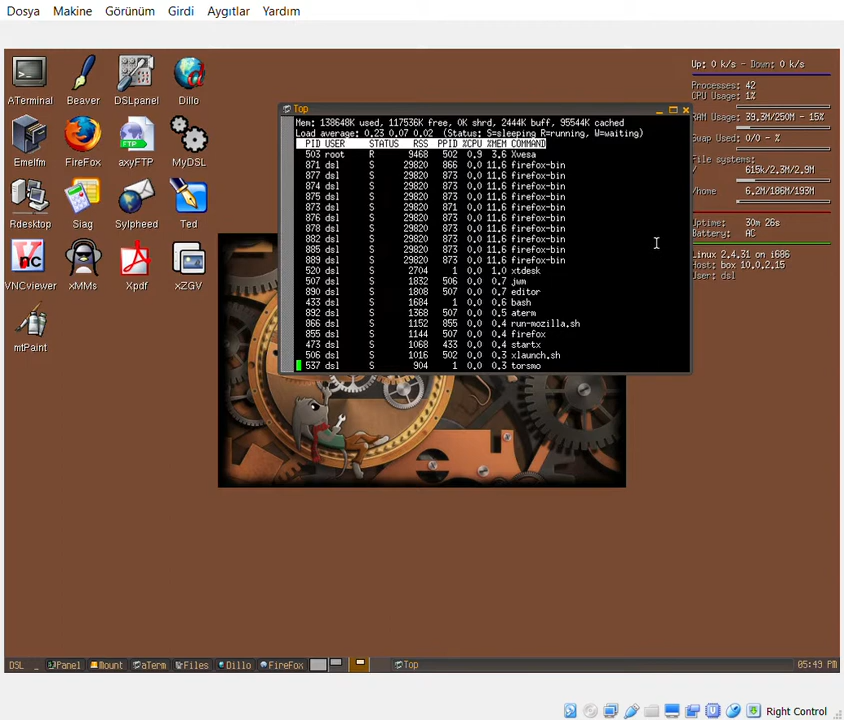 Dosya Makine Görünüm Girdi Aygıtlar Yardım
ATerminal Beaver DSLpanel Dillo
Emelfm FireFox axyFTP MyDSL
Rdesktop Siag Sylpheed Ted
VNCviewer xMMs Xpdf xZGV
mtPaint
Top
Mem: 138648K used, 117536K free, 0K shrd, 2444K buff, 95544K cached
Load average: 0.23 0.07 0.02 (Status: S=sleeping R=running, W=waiting)
PID USER STATUS RSS PPID %CPU %MEM COMMAND
503 root R 9468 502 0.9 3.6 Xvesa
871 dsl S 29820 866 0.0 11.6 firefox-bin
877 dsl S 29820 873 0.0 11.6 firefox-bin
874 dsl S 29820 873 0.0 11.6 firefox-bin
875 dsl S 29820 873 0.0 11.6 firefox-bin
873 dsl S 29820 871 0.0 11.6 firefox-bin
876 dsl S 29820 873 0.0 11.6 firefox-bin
878 dsl S 29820 873 0.0 11.6 firefox-bin
882 dsl S 29820 873 0.0 11.6 firefox-bin
885 dsl S 29820 873 0.0 11.6 firefox-bin
889 dsl S 29820 873 0.0 11.6 firefox-bin
520 dsl S 2704 1 0.0 1.0 xtdesk
507 dsl S 1832 506 0.0 0.7 jwm
890 dsl S 1808 507 0.0 0.7 editor
433 dsl S 1684 1 0.0 0.6 bash
892 dsl S 1368 507 0.0 0.5 aterm
866 dsl S 1152 855 0.0 0.4 run-mozilla.sh
855 dsl S 1144 507 0.0 0.4 firefox
473 dsl S 1068 433 0.0 0.4 startx
506 dsl S 1016 502 0.0 0.3 xlaunch.sh
537 dsl S 904 1 0.0 0.3 torsmo
Up: 0 k/s - Down: 0 k/s
Processes: 42
CPU Usage: 1%
RAM Usage: 39.3M/250M - 15%
Swap Used: 0/0 - %
File systems:
/ 615k/2.3M/2.9M
/home 6.2M/186M/193M
Uptime: 30m 26s
Battery: AC
Linux 2.4.31 on i686
Host: box 10.0.2.15
User: dsl
DSL _ Panel Mount aTerm Files Dillo FireFox Top 05:49 PM
Right Control